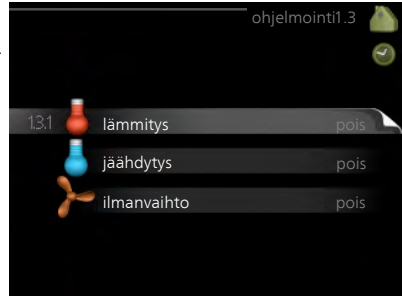 ohjelmointi1.3
1.3.1 lämmitys pois
jäähdytys pois
ilmanvaihto pois